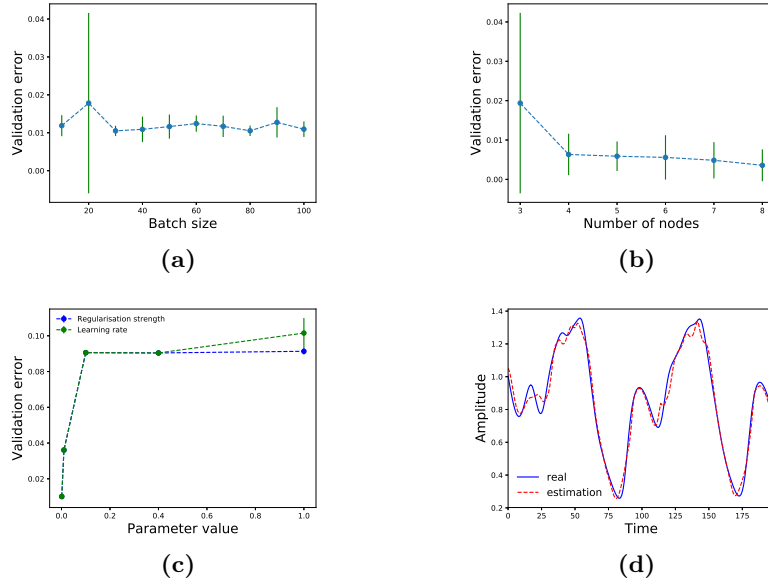 0.04
0.03
0.02
0.01
0.00
Validation error
20
40
60
80
100
Batch size
(a)
0.04
0.03
0.02
0.01
0.00
Validation error
3
4
5
6
7
8
Number of nodes
(b)
Regularisation strength
Learning rate
0.10
0.08
0.06
0.04
0.02
Validation error
0.0
0.2
0.4
0.6
0.8
1.0
Parameter value
(c)
1.4
1.2
1.0
0.8
0.6
0.4
0.2
Amplitude
real
estimation
0
25
50
75
100
125
150
175
Time
(d)